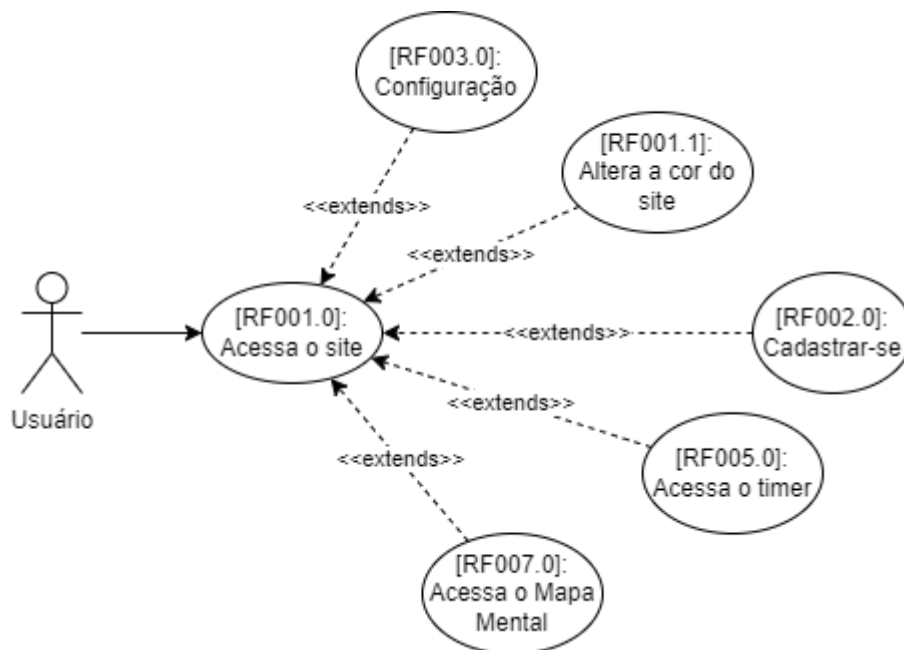 [RF003.0]:
Configuração
[RF001.1]:
Altera a cor do
site
<<extends>>
<<extends>>
[RF001.0]:
Acessa o site
<<extends>>
[RF002.0]:
Cadastrar-se
Usuário
<<extends>>
[RF005.0]:
Acessa o timer
<<extends>>
[RF007.0]:
Acessa o Mapa
Mental